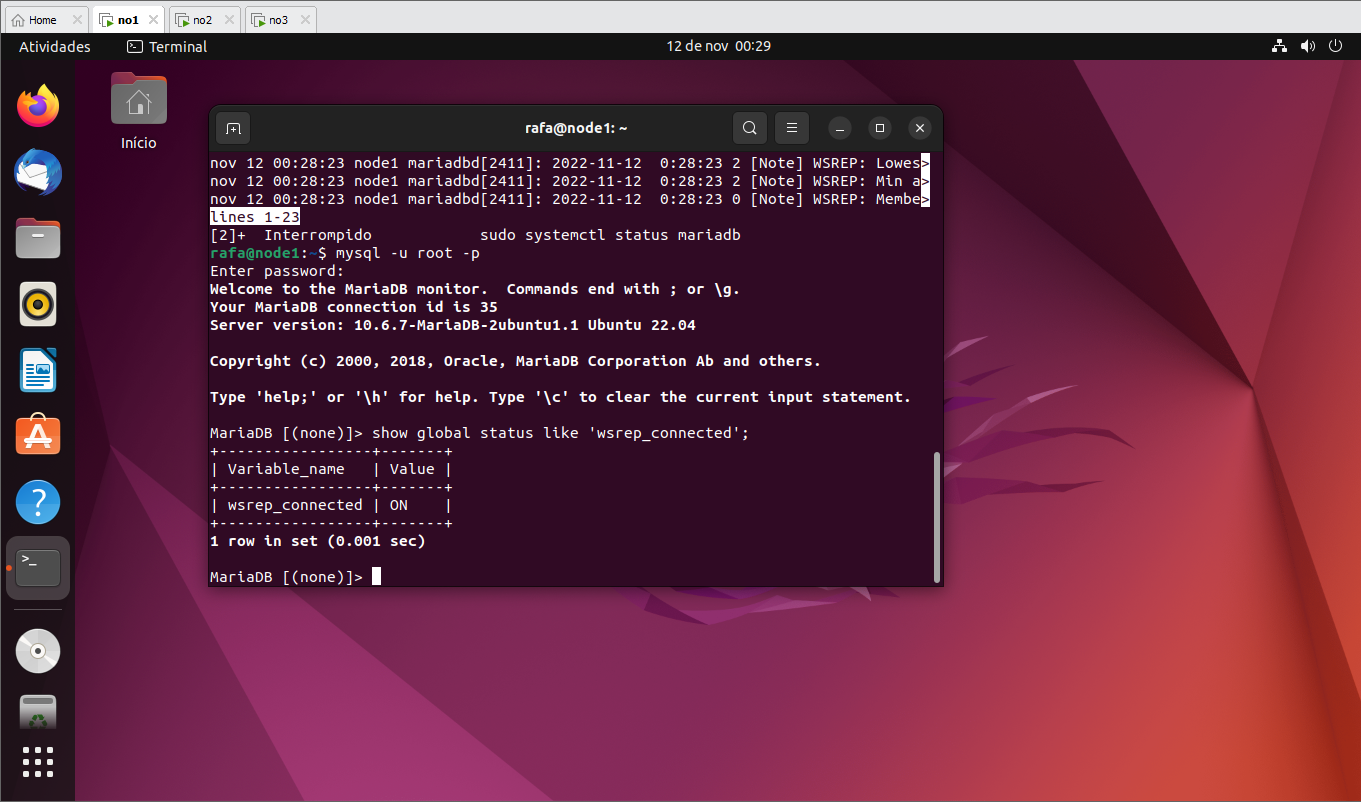 Home
no1
no2
no3
Atividades
Terminal
12 de nov 00:29
Início
rafa@node1: ~
nov 12 00:28:23 node1 mariadbd[2411]: 2022-11-12  0:28:23 2 [Note] WSREP: Lowes>
nov 12 00:28:23 node1 mariadbd[2411]: 2022-11-12  0:28:23 2 [Note] WSREP: Min a>
nov 12 00:28:23 node1 mariadbd[2411]: 2022-11-12  0:28:23 0 [Note] WSREP: Membe>
lines 1-23
[2]+  Interrompido            sudo systemctl status mariadb
rafa@node1:~$ mysql -u root -p
Enter password:
Welcome to the MariaDB monitor.  Commands end with ; or \g.
Your MariaDB connection id is 35
Server version: 10.6.7-MariaDB-2ubuntu1.1 Ubuntu 22.04
Copyright (c) 2000, 2018, Oracle, MariaDB Corporation Ab and others.
Type 'help;' or '\h' for help. Type '\c' to clear the current input statement.
MariaDB [(none)]> show global status like 'wsrep_connected';
+-----------------+-------+
| Variable_name   | Value |
+-----------------+-------+
| wsrep_connected | ON    |
+-----------------+-------+
1 row in set (0.001 sec)
MariaDB [(none)]>